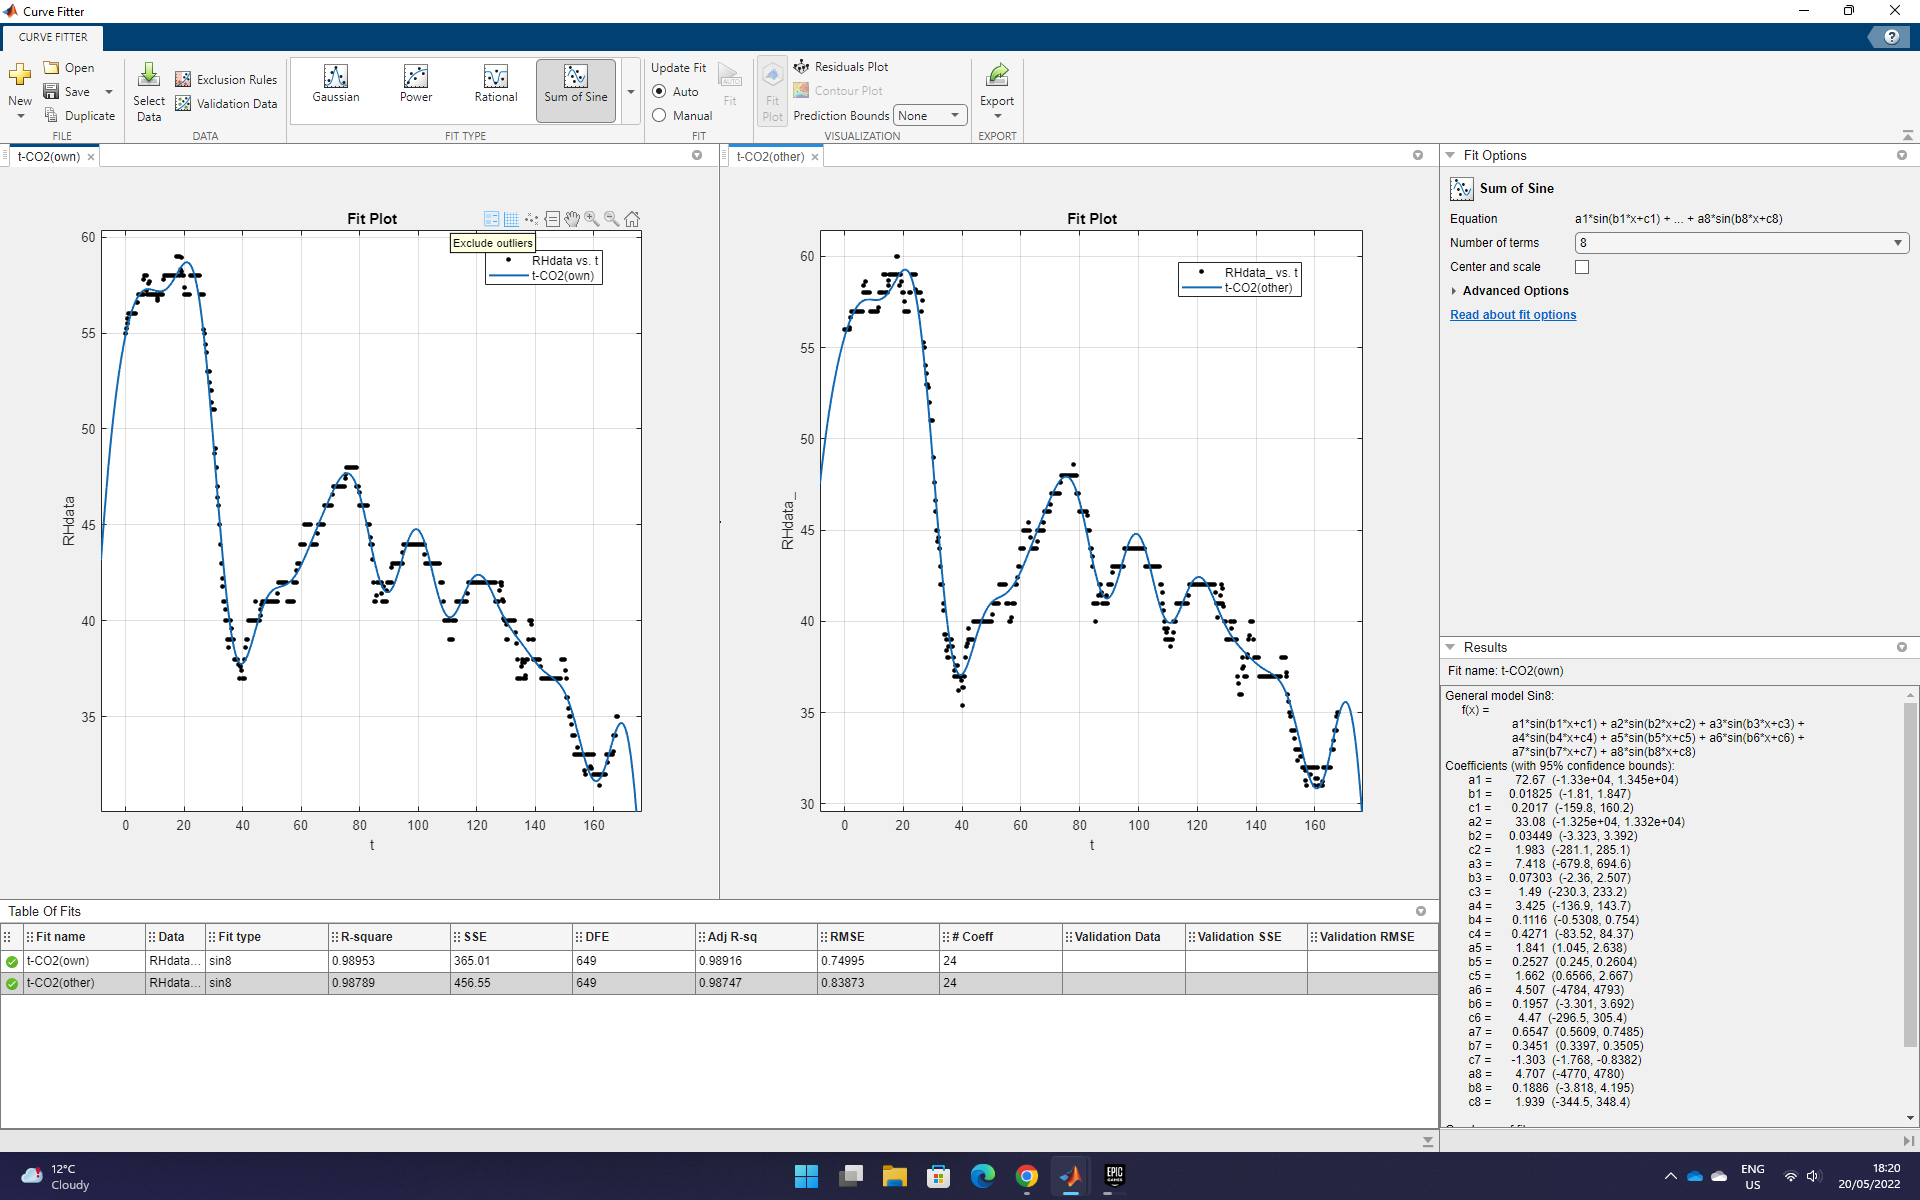 Curve Fitter
CURVE FITTER
?
New
Open
Save
Duplicate
FILE
Select Data
Exclusion Rules
Validation Data
DATA
Gaussian
Power
Rational
Sum of Sine
FIT TYPE
Update Fit
Auto
Manual
AUTO
Fit
FIT
Fit Plot
Residuals Plot
Contour Plot
Prediction Bounds None
VISUALIZATION
Export
EXPORT
t-CO2(own)
Fit Plot
Exclude outliers
RHdata vs. t
t-CO2(own)
60
55
50
45
40
35
RHdata
0 20 40 60 80 100 120 140 160
t
t-CO2(other)
Fit Plot
RHdata_ vs. t
t-CO2(other)
60
55
50
45
40
35
30
RHdata_
0 20 40 60 80 100 120 140 160
t
Fit Options
Sum of Sine
Equation a1*sin(b1*x+c1) + ... + a8*sin(b8*x+c8)
Number of terms 8
Center and scale
Advanced Options
Read about fit options
Results
Fit name: t-CO2(own)
General model Sin8:
f(x) =
a1*sin(b1*x+c1) + a2*sin(b2*x+c2) + a3*sin(b3*x+c3) +
a4*sin(b4*x+c4) + a5*sin(b5*x+c5) + a6*sin(b6*x+c6) +
a7*sin(b7*x+c7) + a8*sin(b8*x+c8)
Coefficients (with 95% confidence bounds):
a1 = 72.67 (-1.33e+04, 1.345e+04)
b1 = 0.01825 (-1.81, 1.847)
c1 = 0.2017 (-159.8, 160.2)
a2 = 33.08 (-1.325e+04, 1.332e+04)
b2 = 0.03449 (-3.323, 3.392)
c2 = 1.983 (-281.1, 285.1)
a3 = 7.418 (-679.8, 694.6)
b3 = 0.07303 (-2.36, 2.507)
c3 = 1.49 (-230.3, 233.2)
a4 = 3.425 (-136.9, 143.7)
b4 = 0.1116 (-0.5308, 0.754)
c4 = 0.4271 (-83.52, 84.37)
a5 = 1.841 (1.045, 2.638)
b5 = 0.2527 (0.245, 0.2604)
c5 = 1.662 (0.6566, 2.667)
a6 = 4.507 (-4784, 4793)
b6 = 0.1957 (-3.301, 3.692)
c6 = 4.47 (-296.5, 305.4)
a7 = 0.6547 (0.5609, 0.7485)
b7 = 0.3451 (0.3397, 0.3505)
c7 = -1.303 (-1.768, -0.8382)
a8 = 4.707 (-4770, 4780)
b8 = 0.1886 (-3.818, 4.195)
c8 = 1.939 (-344.5, 348.4)
Table Of Fits
Fit name Data Fit type R-square SSE DFE Adj R-sq RMSE # Coeff Validation Data Validation SSE Validation RMSE
t-CO2(own) RHdata... sin8 0.98953 365.01 649 0.98916 0.74995 24
t-CO2(other) RHdata... sin8 0.98789 456.55 649 0.98747 0.83873 24
12°C
Cloudy
EPIC
GAMES
ENG
US
18:20
20/05/2022